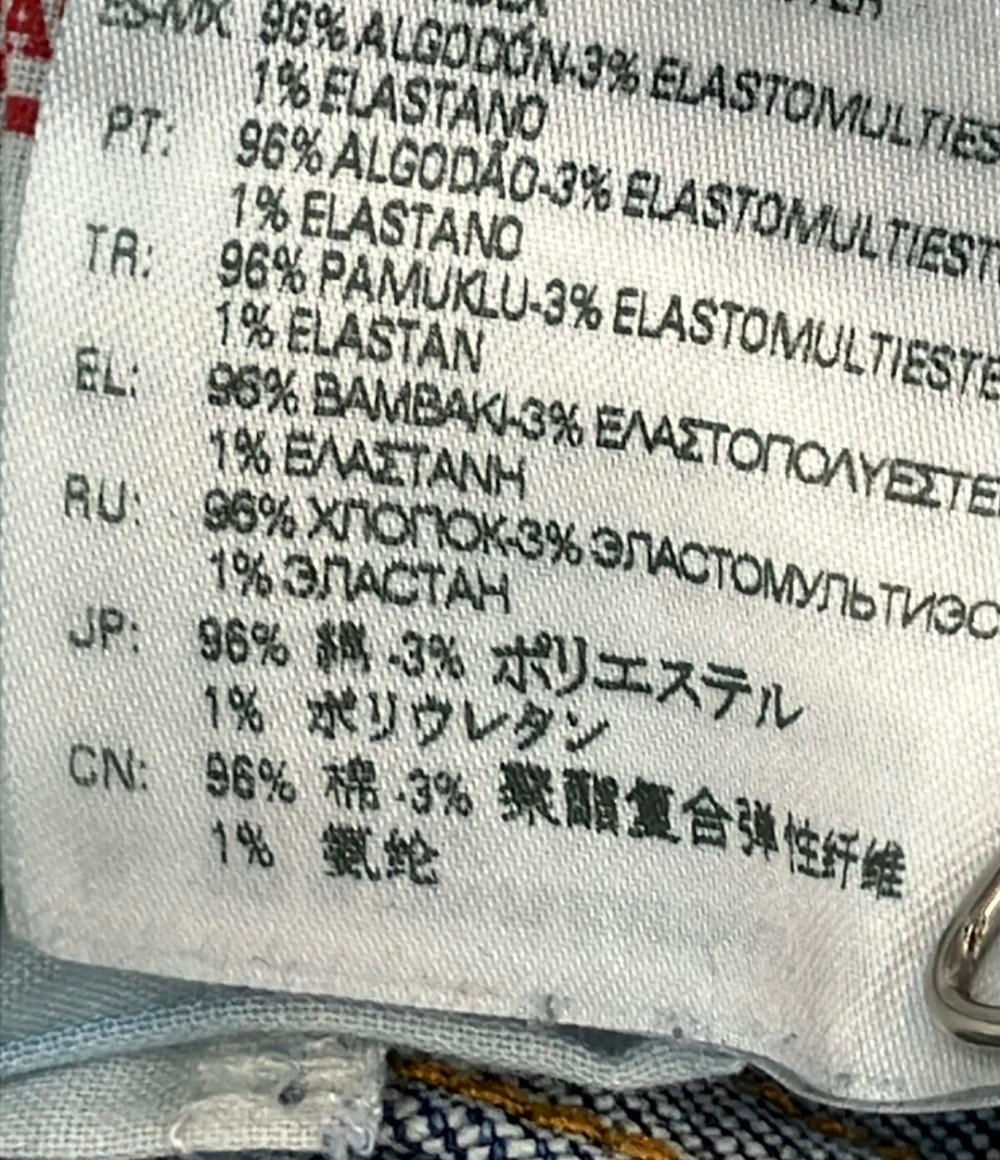 ES-MX 96% ALGODÓN-3% ELASTOMULTIES
1% ELASTANO
PT: 96% ALGODÃO-3% ELASTOMULTIEST
1% ELASTANO
TR: 96% PAMUKLU-3% ELASTOMULTIESTE
1% ELASTAN
EL: 96% BAMBAKI-3% ΕΛΑΣΤΟΠΟΛΥΕΣΤΕ
1% ΕΛΑΣΤΑΝΗ
RU: 96% ХЛОПОК-3% ЭЛАСТОМУЛЬТИЭС
1% ЭЛАСТАН
JP: 96% 綿 -3% ポリエステル
1% ポリウレタン
CN: 96% 棉 -3% 聚酯复合弹性纤维
1% 氨纶